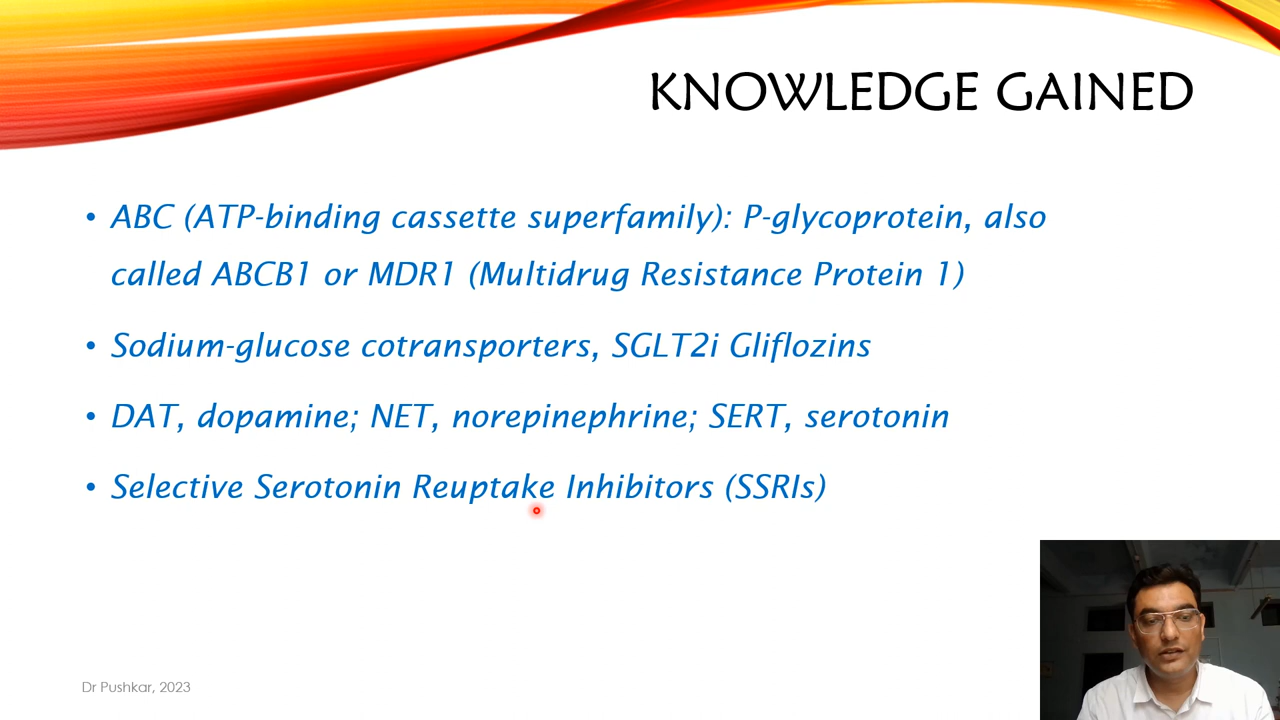 KNOWLEDGE GAINED
• ABC (ATP-binding cassette superfamily): P-glycoprotein, also
called ABCB1 or MDR1 (Multidrug Resistance Protein 1)
• Sodium-glucose cotransporters, SGLT2i Gliflozins
• DAT, dopamine; NET, norepinephrine; SERT, serotonin
• Selective Serotonin Reuptake Inhibitors (SSRIs)
Dr Pushkar, 2023